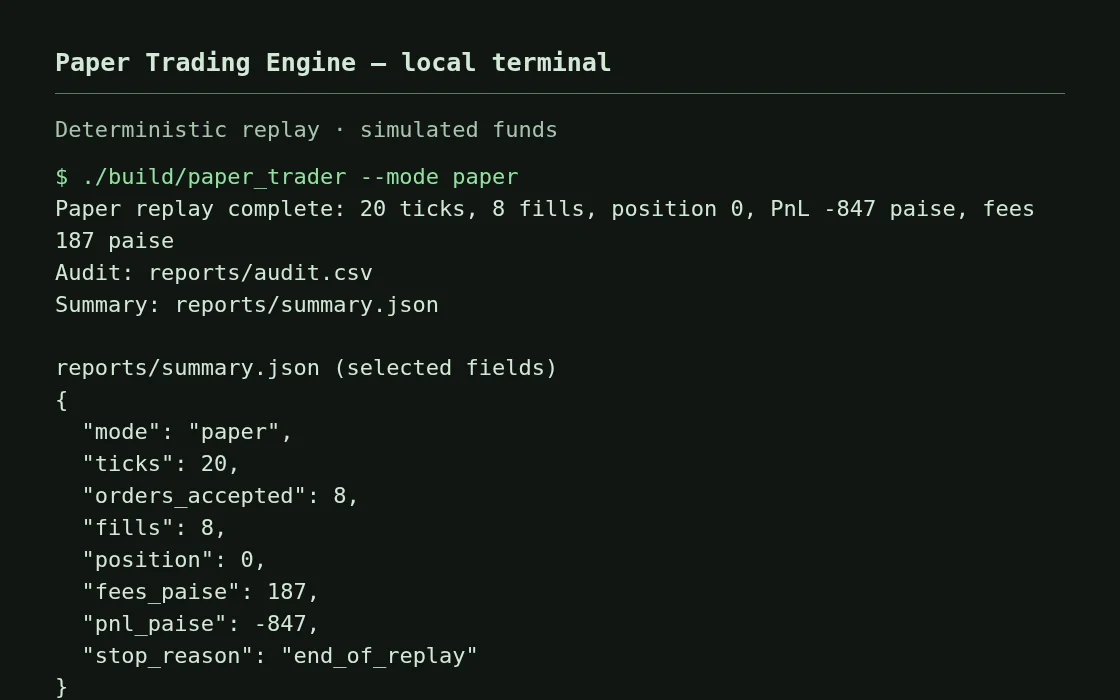 Paper Trading Engine — local terminal
Deterministic replay · simulated funds
$ ./build/paper_trader --mode paper
Paper replay complete: 20 ticks, 8 fills, position 0, PnL -847 paise, fees
187 paise
Audit: reports/audit.csv
Summary: reports/summary.json
reports/summary.json (selected fields)
{
  "mode": "paper",
  "ticks": 20,
  "orders_accepted": 8,
  "fills": 8,
  "position": 0,
  "fees_paise": 187,
  "pnl_paise": -847,
  "stop_reason": "end_of_replay"
}